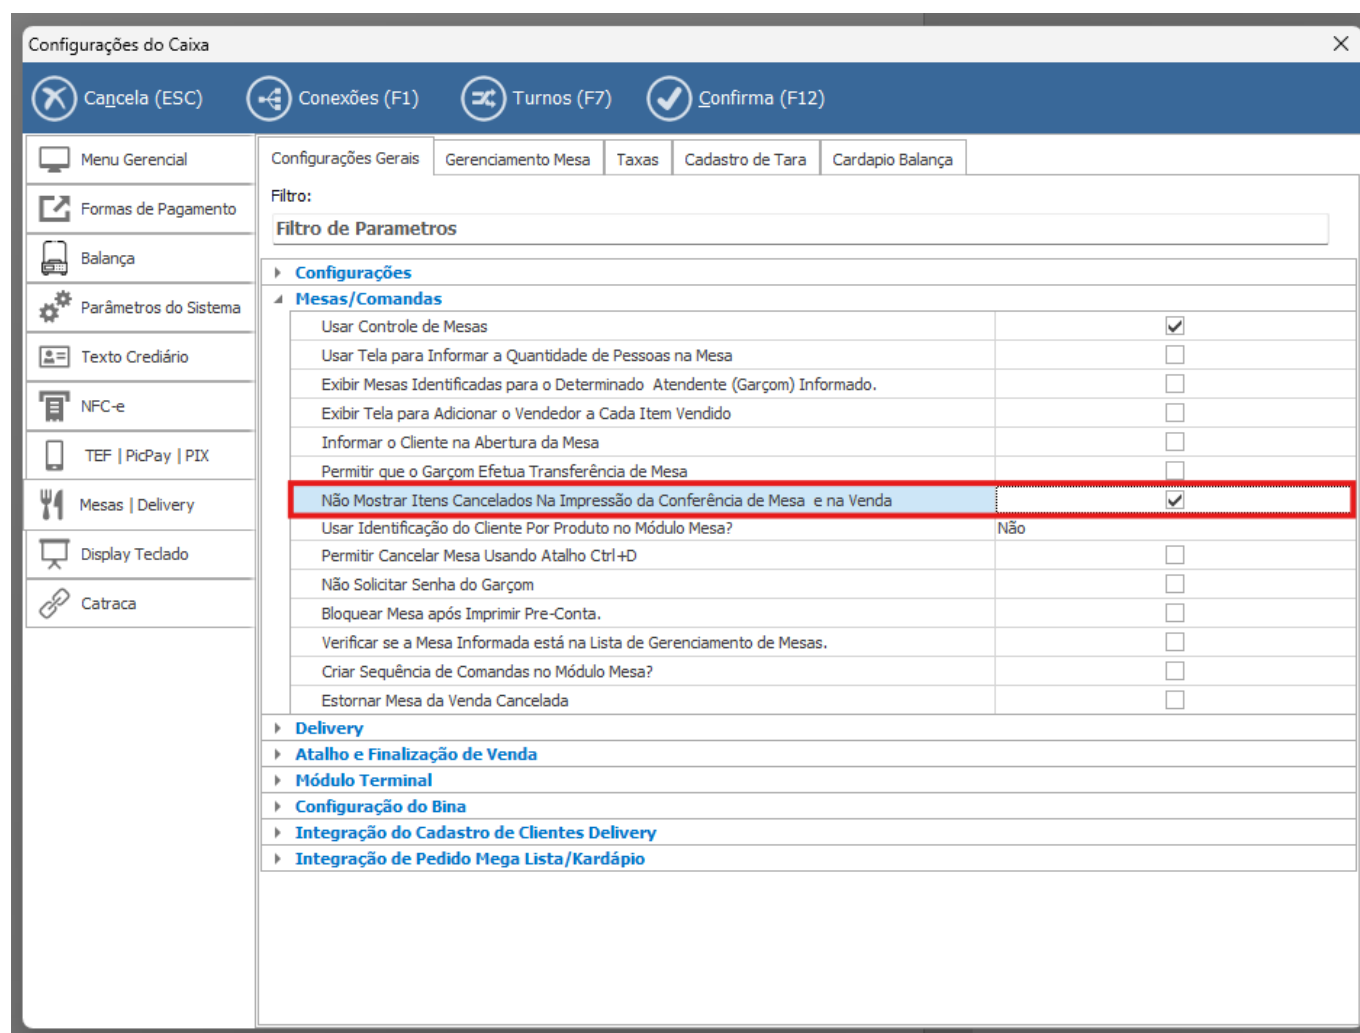 Configurações do Caixa
Cancela (ESC) Conexões (F1) Turnos (F7) Confirma (F12)
Menu Gerencial
Formas de Pagamento
Balança
Parâmetros do Sistema
Texto Crediário
NFC-e
TEF | PicPay | PIX
Mesas | Delivery
Display Teclado
Catraca
Configurações Gerais Gerenciamento Mesa Taxas Cadastro de Tara Cardapio Balança
Filtro:
Filtro de Parametros
Configurações
Mesas/Comandas
Usar Controle de Mesas
Usar Tela para Informar a Quantidade de Pessoas na Mesa
Exibir Mesas Identificadas para o Determinado Atendente (Garçom) Informado.
Exibir Tela para Adicionar o Vendedor a Cada Item Vendido
Informar o Cliente na Abertura da Mesa
Permitir que o Garçom Efetua Transferência de Mesa
Não Mostrar Itens Cancelados Na Impressão da Conferência de Mesa e na Venda
Usar Identificação do Cliente Por Produto no Módulo Mesa? Não
Permitir Cancelar Mesa Usando Atalho Ctrl+D
Não Solicitar Senha do Garçom
Bloquear Mesa após Imprimir Pre-Conta.
Verificar se a Mesa Informada está na Lista de Gerenciamento de Mesas.
Criar Sequência de Comandas no Módulo Mesa?
Estornar Mesa da Venda Cancelada
Delivery
Atalho e Finalização de Venda
Módulo Terminal
Configuração do Bina
Integração do Cadastro de Clientes Delivery
Integração de Pedido Mega Lista/Kardápio